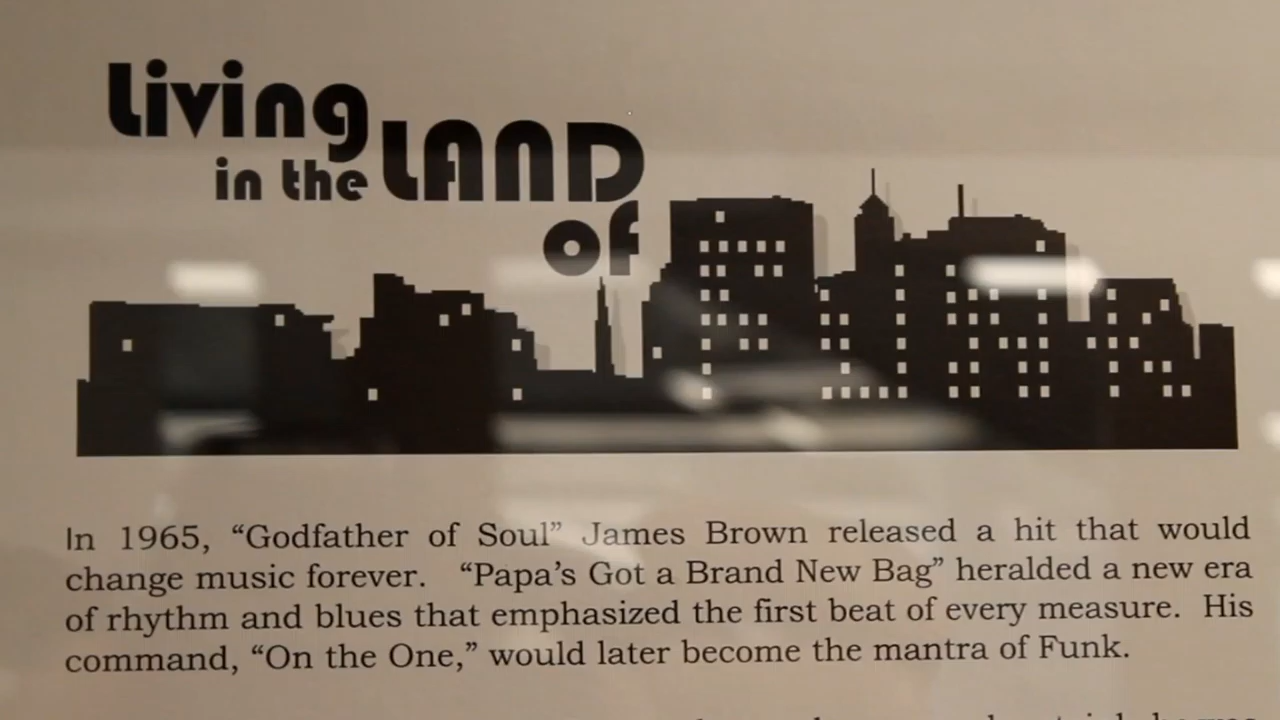 Living
in the LAND
of
In 1965, “Godfather of Soul” James Brown released a hit that would
change music forever. “Papa’s Got a Brand New Bag” heralded a new era
of rhythm and blues that emphasized the first beat of every measure. His
command, “On the One,” would later become the mantra of Funk.